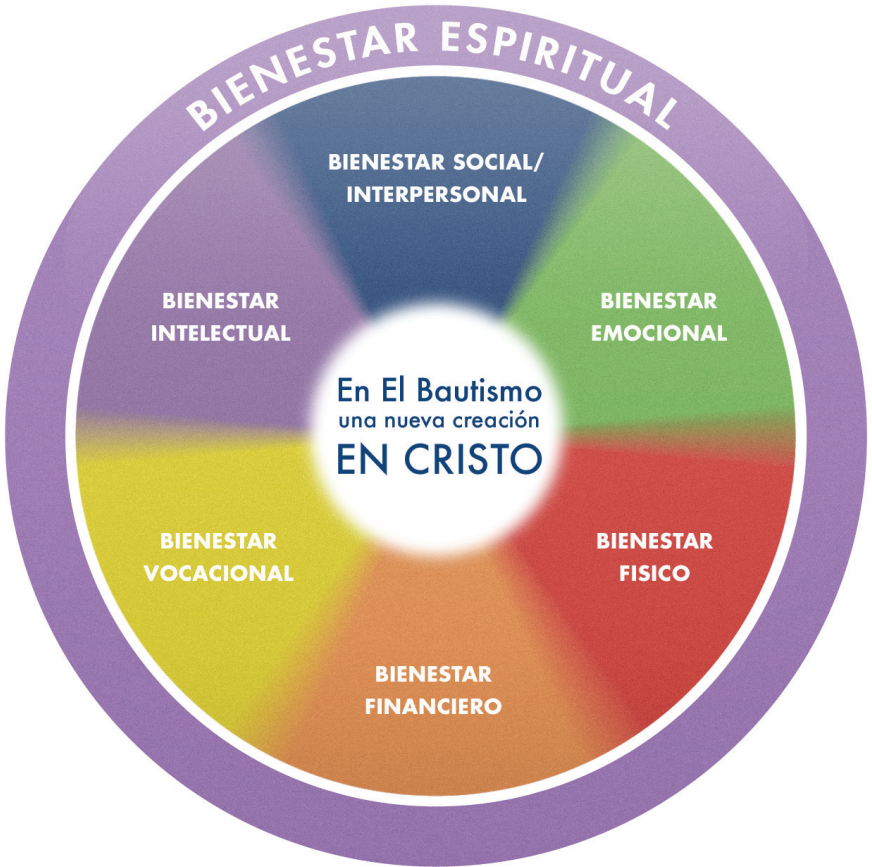 BIENESTAR ESPIRITUAL
BIENESTAR SOCIAL/
INTERPERSONAL
BIENESTAR
INTELECTUAL
BIENESTAR
EMOCIONAL
En El Bautismo
una nueva creación
EN CRISTO
BIENESTAR
VOCACIONAL
BIENESTAR
FISICO
BIENESTAR
FINANCIERO